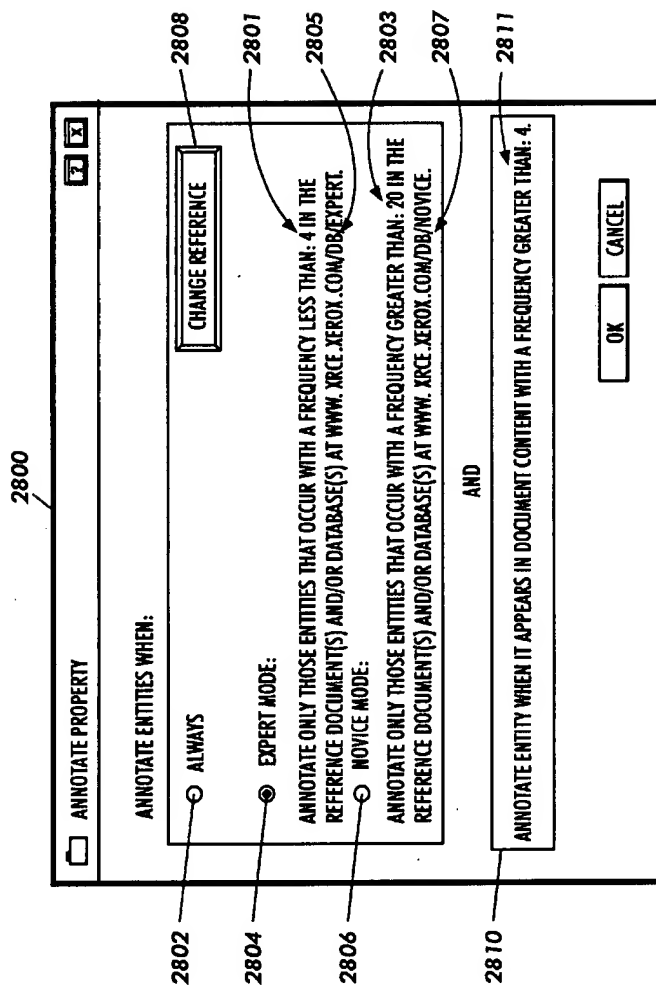 2800
ANNOTATE PROPERTY
? X
ANNOTATE ENTITIES WHEN:
2802
ALWAYS
CHANGE REFERENCE
2808
2804
EXPERT MODE:
2801
ANNOTATE ONLY THOSE ENTITIES THAT OCCUR WITH A FREQUENCY LESS THAN: 4 IN THE
REFERENCE DOCUMENT(S) AND/OR DATABASE(S) AT WWW. XRCE.XEROX.COM/DB/EXPERT.
2805
2806
NOVICE MODE:
2803
ANNOTATE ONLY THOSE ENTITIES THAT OCCUR WITH A FREQUENCY GREATER THAN: 20 IN THE
REFERENCE DOCUMENT(S) AND/OR DATABASE(S) AT WWW. XRCE.XEROX.COM/DB/NOVICE.
2807
AND
2810
ANNOTATE ENTITY WHEN IT APPEARS IN DOCUMENT CONTENT WITH A FREQUENCY GREATER THAN: 4.
2811
OK
CANCEL